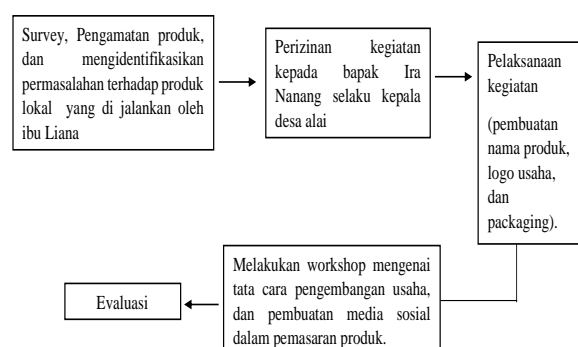 Survey, Pengamatan produk,
dan mengidentifikasikan
permasalahan terhadap produk
lokal yang di jalankan oleh
ibu Liana
Perizinan kegiatan
kepada bapak Ira
Nanang selaku kepala
desa alai
Pelaksanaan
kegiatan
(pembuatan
nama produk,
logo usaha,
dan
packaging).
Melakukan workshop mengenai
tata cara pengembangan usaha,
dan pembuatan media sosial
dalam pemasaran produk.
Evaluasi